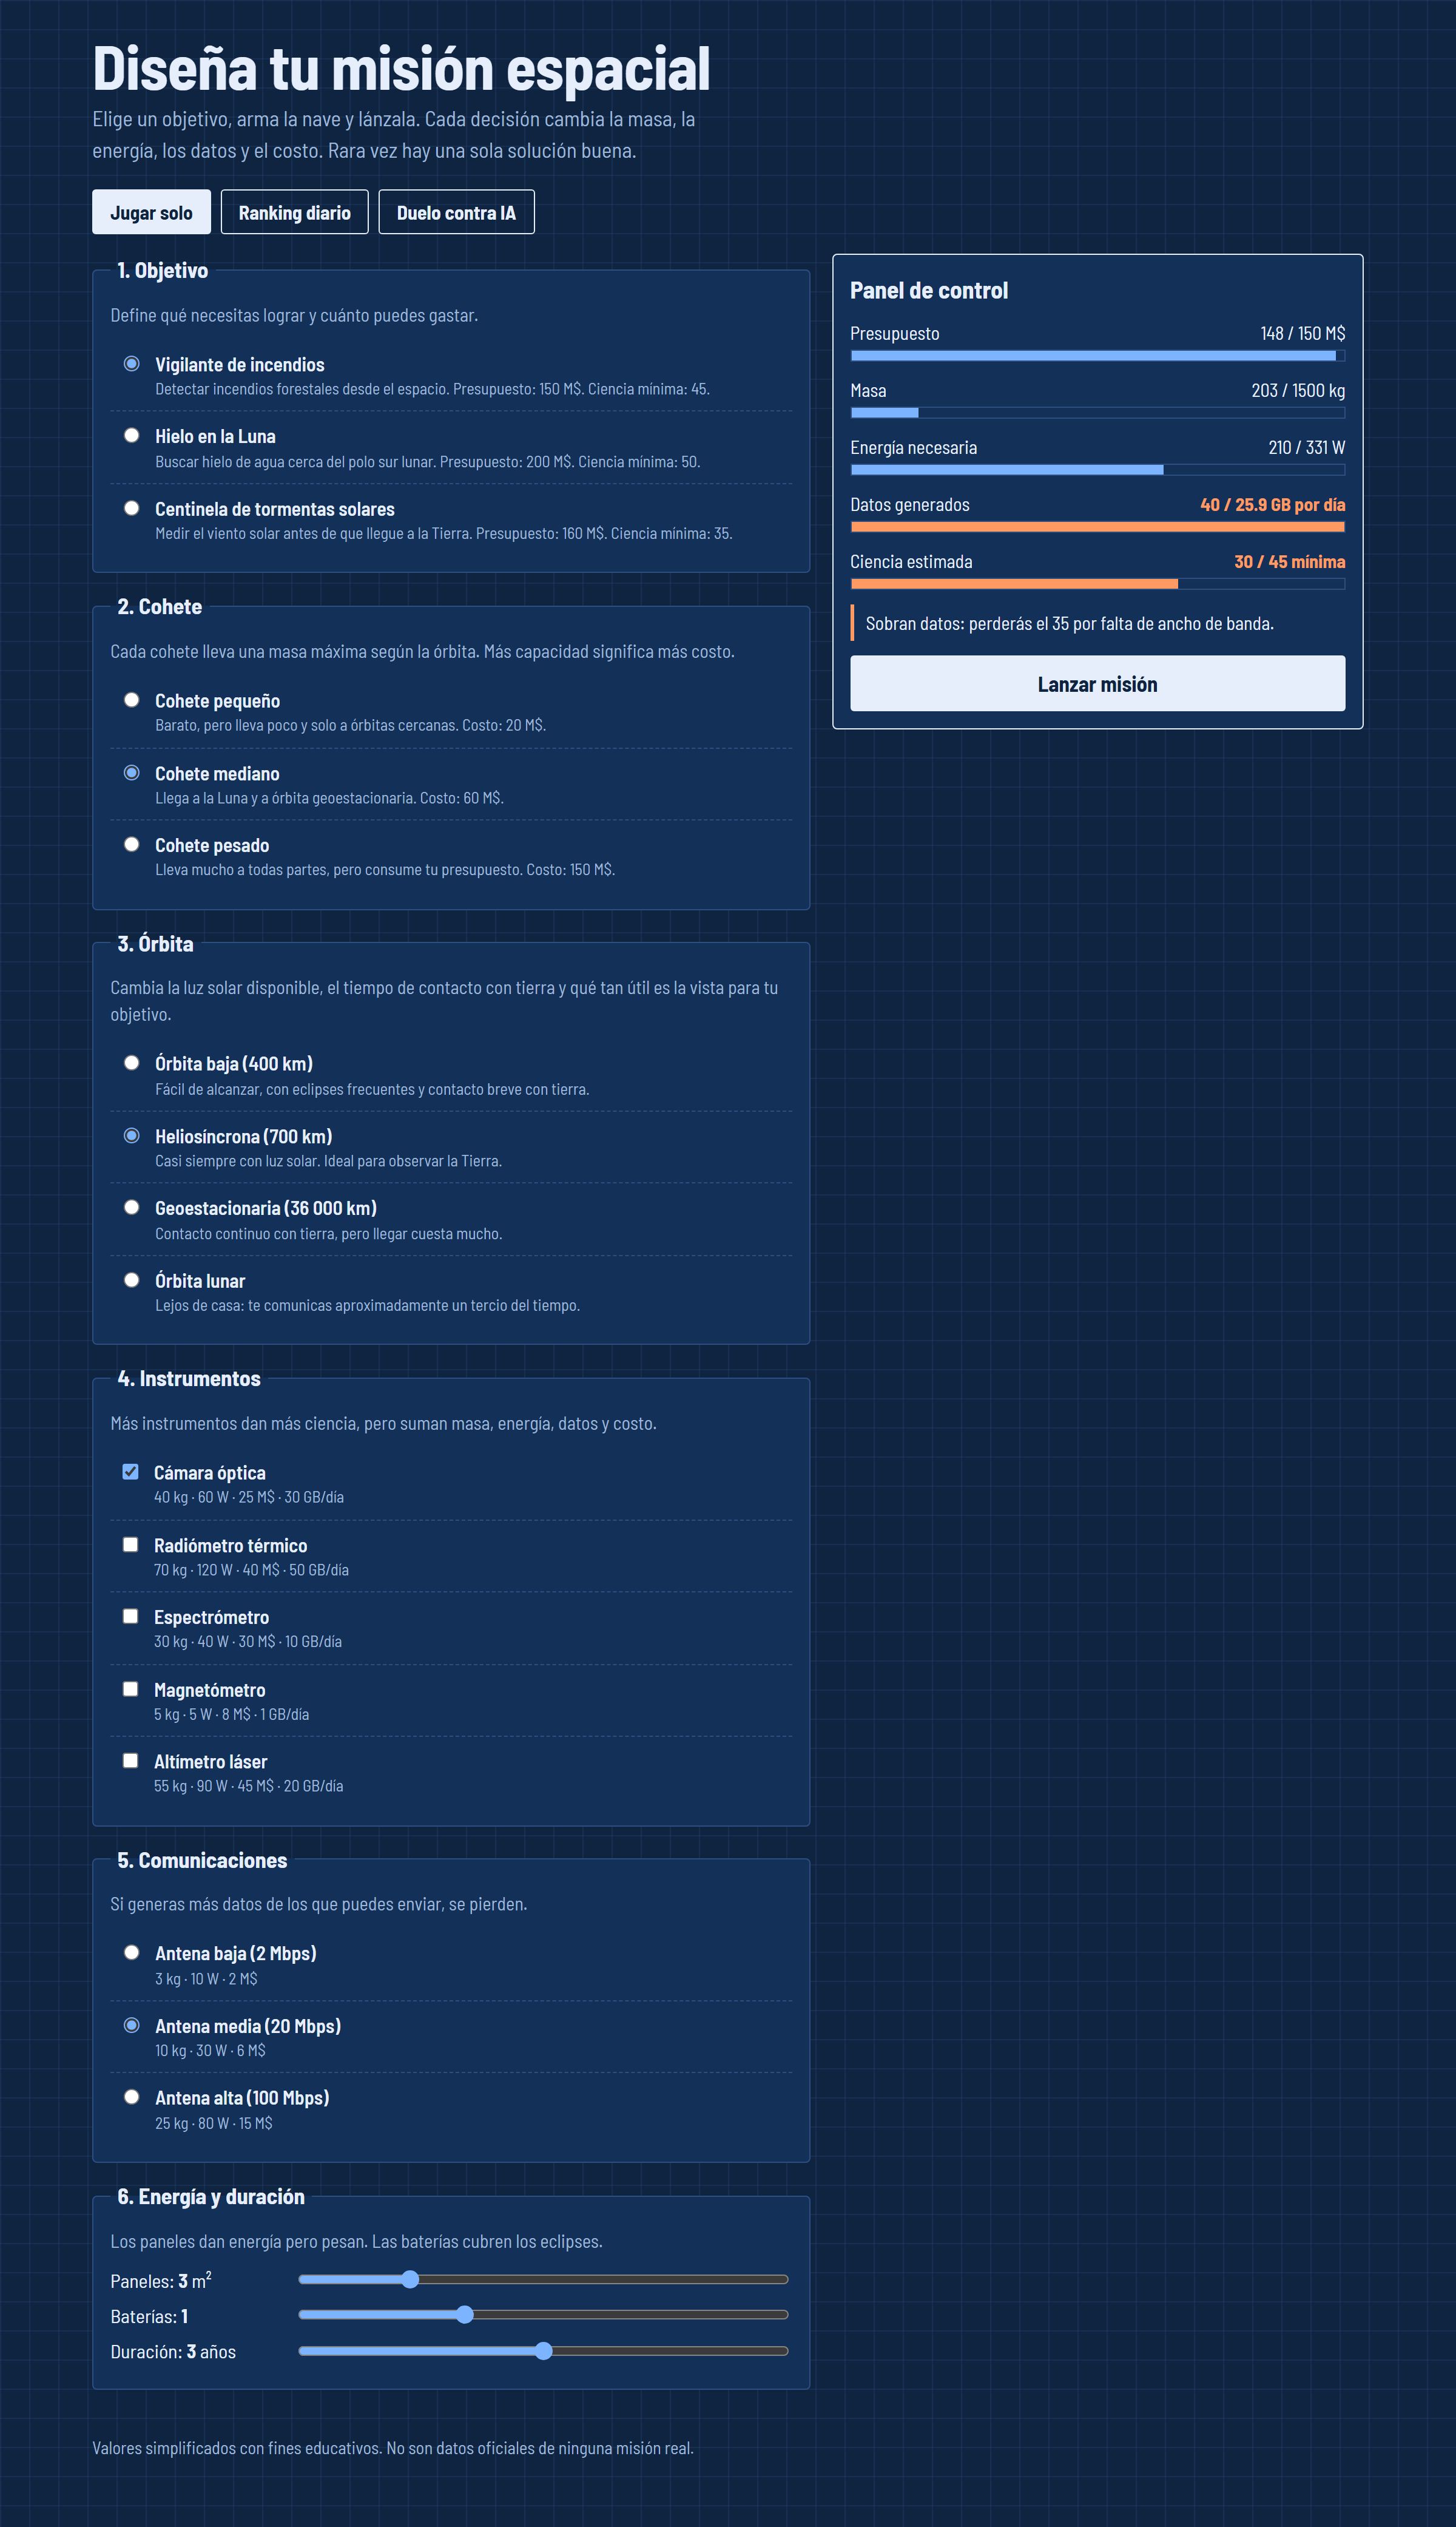 Diseña tu misión espacial
Elige un objetivo, arma la nave y lánzala. Cada decisión cambia la masa, la
energía, los datos y el costo. Rara vez hay una sola solución buena.
Jugar solo
Ranking diario
Duelo contra IA
1. Objetivo
Define qué necesitas lograr y cuánto puedes gastar.
Vigilante de incendios
Detectar incendios forestales desde el espacio. Presupuesto: 150 M$. Ciencia mínima: 45.
Hielo en la Luna
Buscar hielo de agua cerca del polo sur lunar. Presupuesto: 200 M$. Ciencia mínima: 50.
Centinela de tormentas solares
Medir el viento solar antes de que llegue a la Tierra. Presupuesto: 160 M$. Ciencia mínima: 35.
2. Cohete
Cada cohete lleva una masa máxima según la órbita. Más capacidad significa más costo.
Cohete pequeño
Barato, pero lleva poco y solo a órbitas cercanas. Costo: 20 M$.
Cohete mediano
Llega a la Luna y a órbita geoestacionaria. Costo: 60 M$.
Cohete pesado
Lleva mucho a todas partes, pero consume tu presupuesto. Costo: 150 M$.
3. Órbita
Cambia la luz solar disponible, el tiempo de contacto con tierra y qué tan útil es la vista para tu
objetivo.
Órbita baja (400 km)
Fácil de alcanzar, con eclipses frecuentes y contacto breve con tierra.
Heliosíncrona (700 km)
Casi siempre con luz solar. Ideal para observar la Tierra.
Geoestacionaria (36 000 km)
Contacto continuo con tierra, pero llegar cuesta mucho.
Órbita lunar
Lejos de casa: te comunicas aproximadamente un tercio del tiempo.
4. Instrumentos
Más instrumentos dan más ciencia, pero suman masa, energía, datos y costo.
Cámara óptica
40 kg · 60 W · 25 M$ · 30 GB/día
Radiómetro térmico
70 kg · 120 W · 40 M$ · 50 GB/día
Espectrómetro
30 kg · 40 W · 30 M$ · 10 GB/día
Magnetómetro
5 kg · 5 W · 8 M$ · 1 GB/día
Altímetro láser
55 kg · 90 W · 45 M$ · 20 GB/día
5. Comunicaciones
Si generas más datos de los que puedes enviar, se pierden.
Antena baja (2 Mbps)
3 kg · 10 W · 2 M$
Antena media (20 Mbps)
10 kg · 30 W · 6 M$
Antena alta (100 Mbps)
25 kg · 80 W · 15 M$
6. Energía y duración
Los paneles dan energía pero pesan. Las baterías cubren los eclipses.
Paneles: 3 m²
Baterías: 1
Duración: 3 años
Panel de control
Presupuesto 148 / 150 M$
Masa 203 / 1500 kg
Energía necesaria 210 / 331 W
Datos generados 40 / 25.9 GB por día
Ciencia estimada 30 / 45 mínima
Sobran datos: perderás el 35 por falta de ancho de banda.
Lanzar misión
Valores simplificados con fines educativos. No son datos oficiales de ninguna misión real.